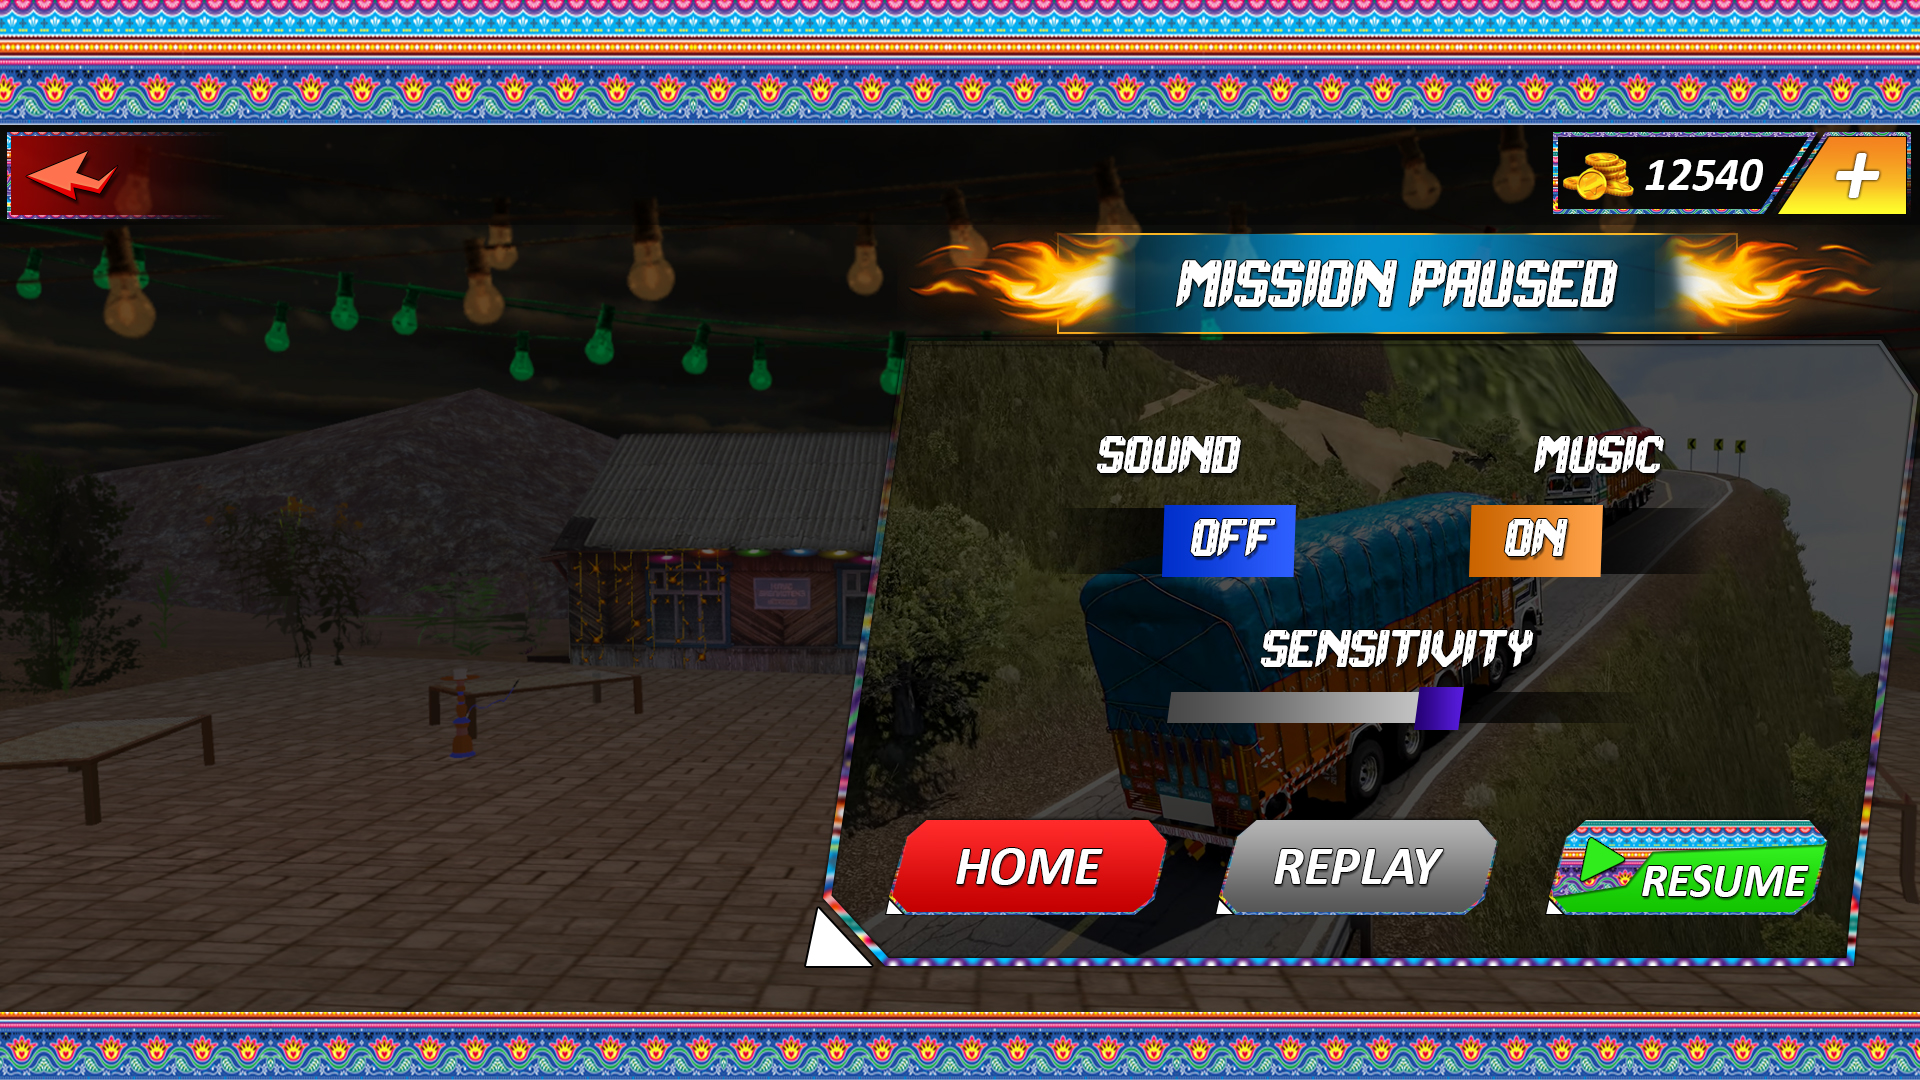 12540
+
MISSION PAUSED
SOUND
MUSIC
OFF
ON
SENSITIVITY
HOME
REPLAY
RESUME